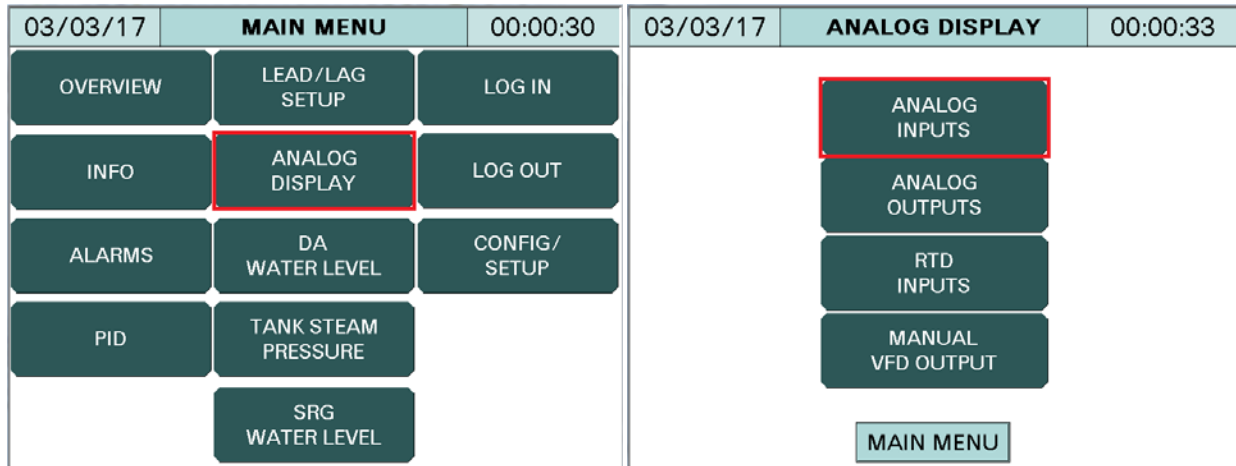 03/03/17 MAIN MENU 00:00:30
OVERVIEW
LEAD/LAG
SETUP
LOG IN
INFO
ANALOG
DISPLAY
LOG OUT
ALARMS
DA
WATER LEVEL
CONFIG/
SETUP
PID
TANK STEAM
PRESSURE
SRG
WATER LEVEL
03/03/17 ANALOG DISPLAY 00:00:33
ANALOG
INPUTS
ANALOG
OUTPUTS
RTD
INPUTS
MANUAL
VFD OUTPUT
MAIN MENU